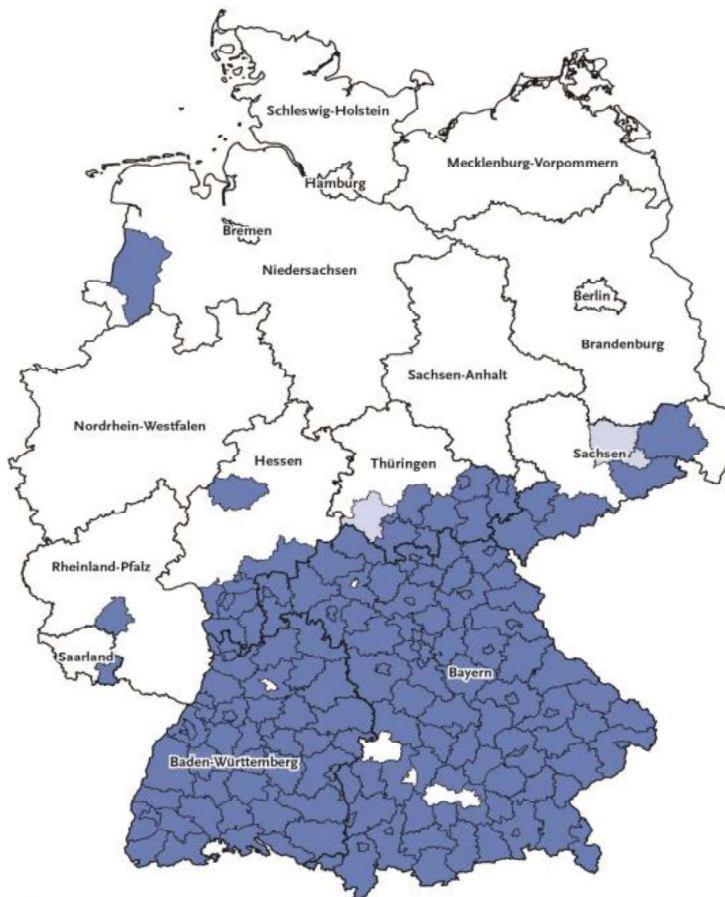 Schleswig-Holstein
Mecklenburg-Vorpommern
Hamburg
Bremen
Niedersachsen
Berlin
Brandenburg
Sachsen-Anhalt
Nordrhein-Westfalen
Sachsen
Hessen
Thüringen
Rheinland-Pfalz
Saarland
Bayern
Baden-Württemberg